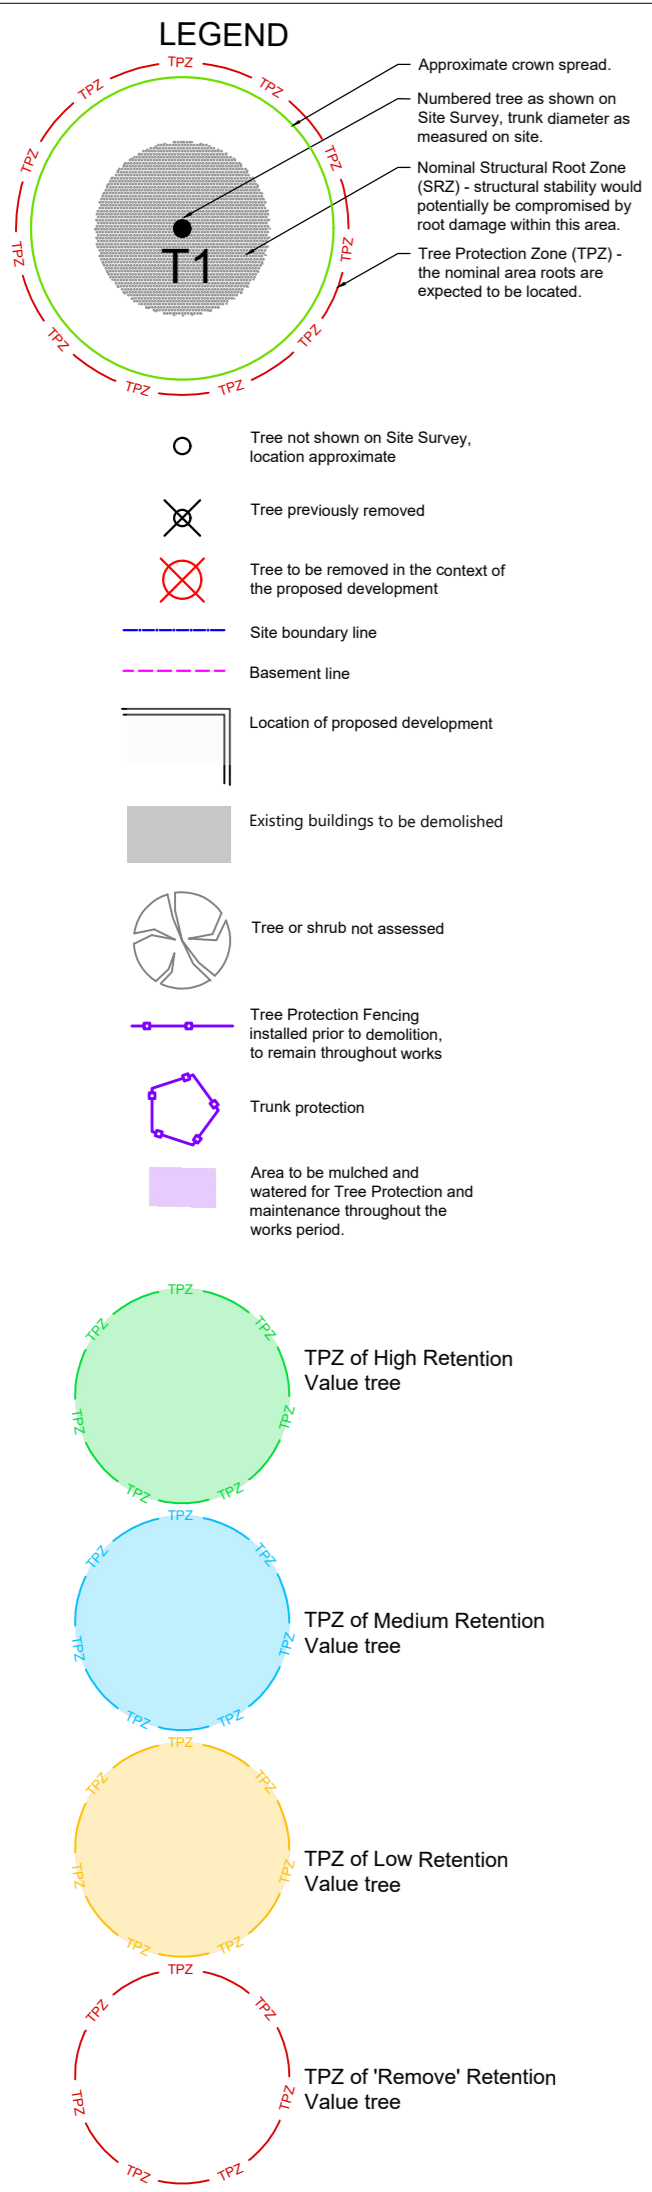 LEGEND
TPZ
TPZ
TPZ
TPZ
TPZ
TPZ
TPZ
TPZ
TPZ
TPZ
TPZ
T1
Approximate crown spread.
Numbered tree as shown on
Site Survey, trunk diameter as
measured on site.
Nominal Structural Root Zone
(SRZ) - structural stability would
potentially be compromised by
root damage within this area.
Tree Protection Zone (TPZ) -
the nominal area roots are
expected to be located.
Tree not shown on Site Survey,
location approximate
Tree previously removed
Tree to be removed in the context of
the proposed development
Site boundary line
Basement line
Location of proposed development
Existing buildings to be demolished
Tree or shrub not assessed
Tree Protection Fencing
installed prior to demolition,
to remain throughout works
Trunk protection
Area to be mulched and
watered for Tree Protection and
maintenance throughout the
works period.
TPZ
TPZ
TPZ
TPZ
TPZ
TPZ
TPZ
TPZ of High Retention
Value tree
TPZ
TPZ
TPZ
TPZ
TPZ
TPZ
TPZ
TPZ of Medium Retention
Value tree
TPZ
TPZ
TPZ
TPZ
TPZ
TPZ
TPZ
TPZ of Low Retention
Value tree
TPZ
TPZ
TPZ
TPZ
TPZ
TPZ
TPZ
TPZ of 'Remove' Retention
Value tree